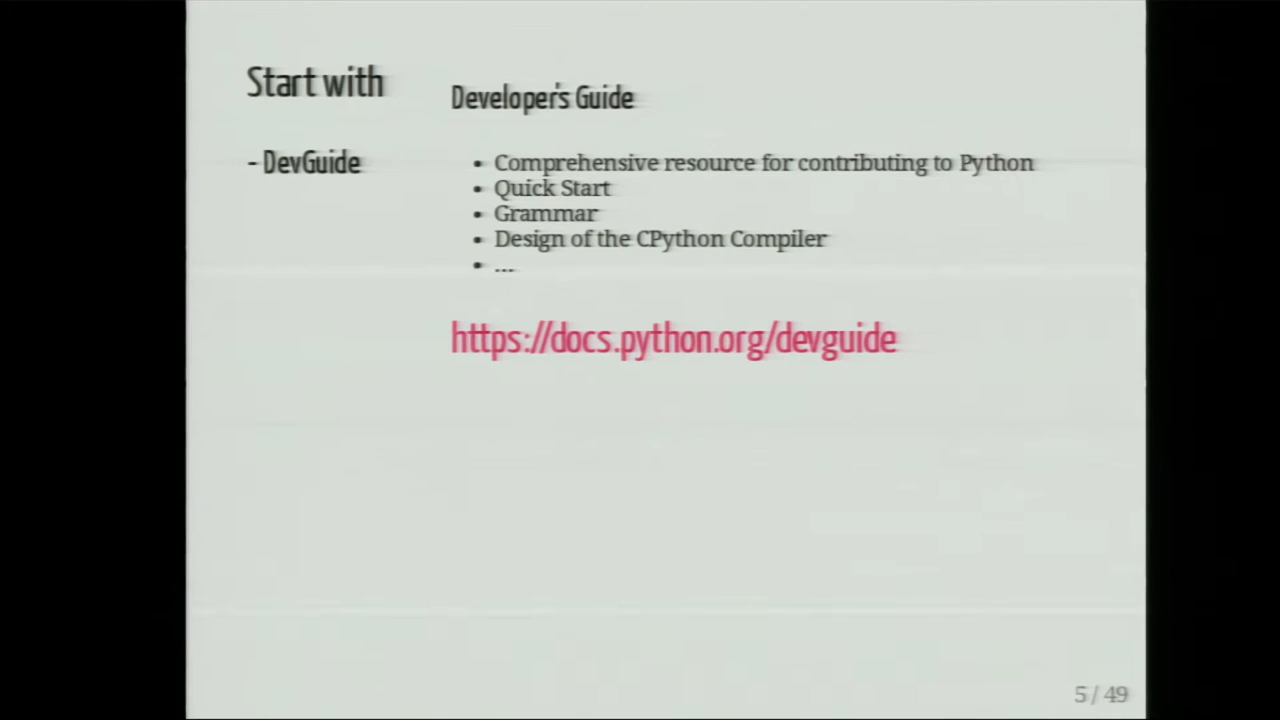 Start with
- DevGuide
Developer's Guide
• Comprehensive resource for contributing to Python
• Quick Start
• Grammar
• Design of the CPython Compiler
• ...
https://docs.python.org/devguide
5 / 49